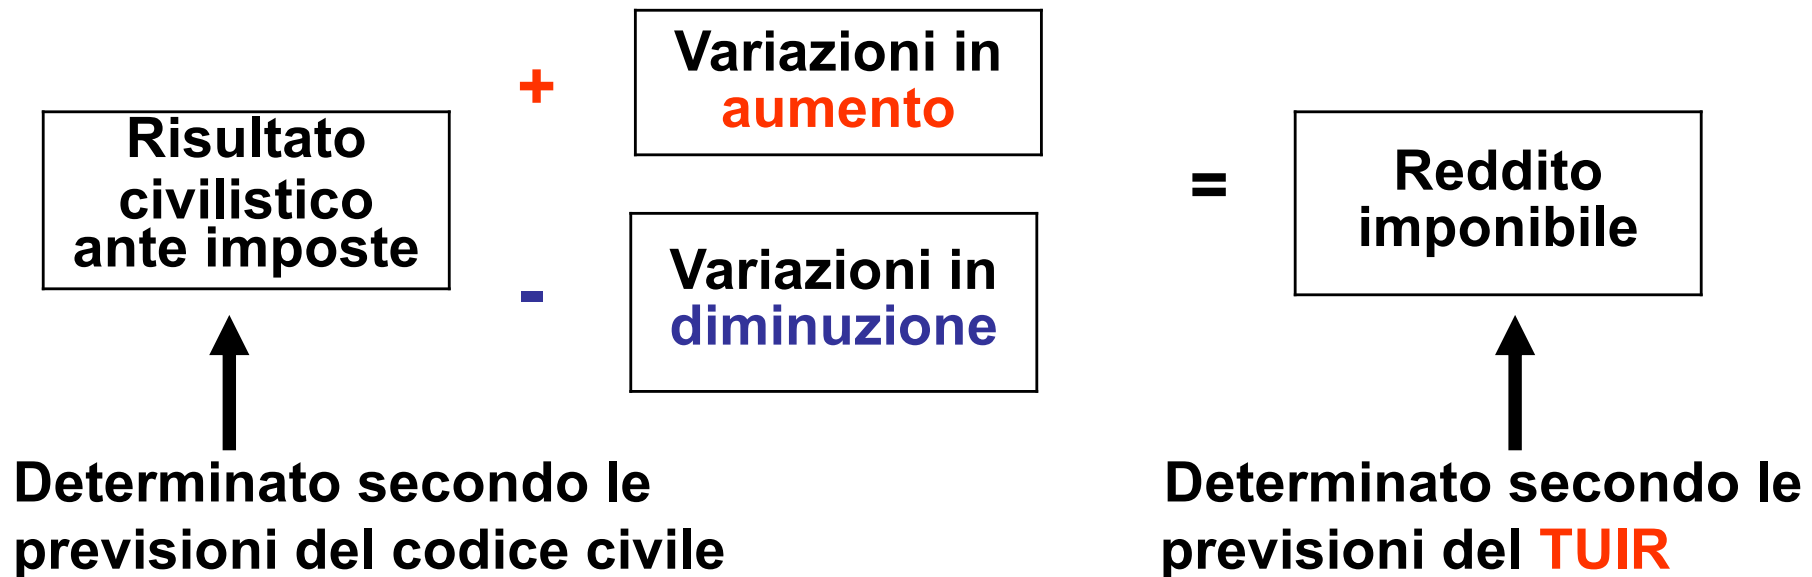 Risultato
civilistico
ante imposte
+
Variazioni in
aumento
-
Variazioni in
diminuzione
=
Reddito
imponibile
Determinato secondo le
previsioni del codice civile
Determinato secondo le
previsioni del TUIR